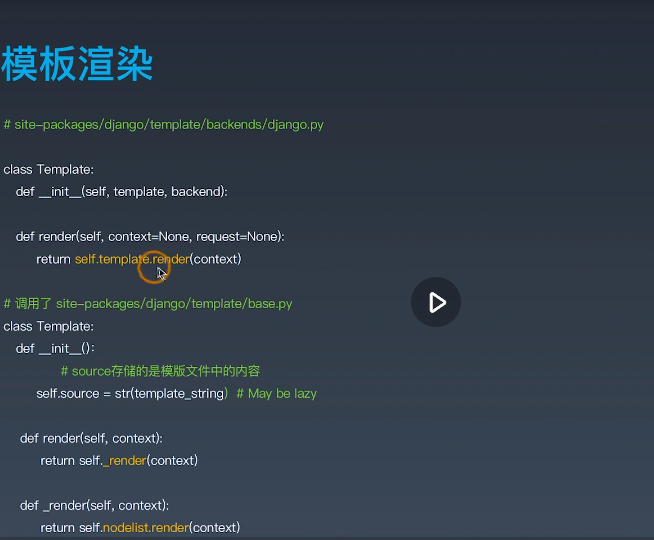 模板渲染
# site-packages/django/template/backends/django.py
class Template:
def __init__(self, template, backend):
def render(self, context=None, request=None):
return self.template.render(context)
# 调用了 site-packages/django/template/base.py
class Template:
def __init__():
# source存储的是模版文件中的内容
self.source = str(template_string) # May be lazy
def render(self, context):
return self._render(context)
def _render(self, context):
return self.nodelist.render(context)